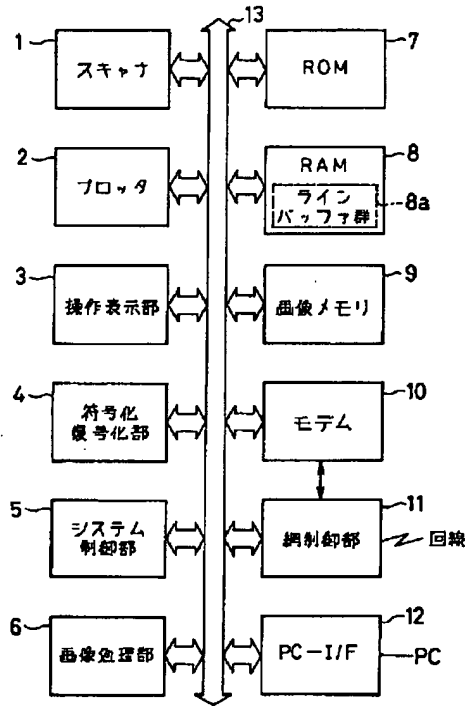 13
1
スキャナ
7
ROM
2
プロッタ
8
RAM
ライン
バッファ群
8a
3
操作表示部
9
画像メモリ
4
符号化
復号化部
10
モデム
5
システム
制御部
11
網制御部
回線
6
画像処理部
12
PC-I/F
PC